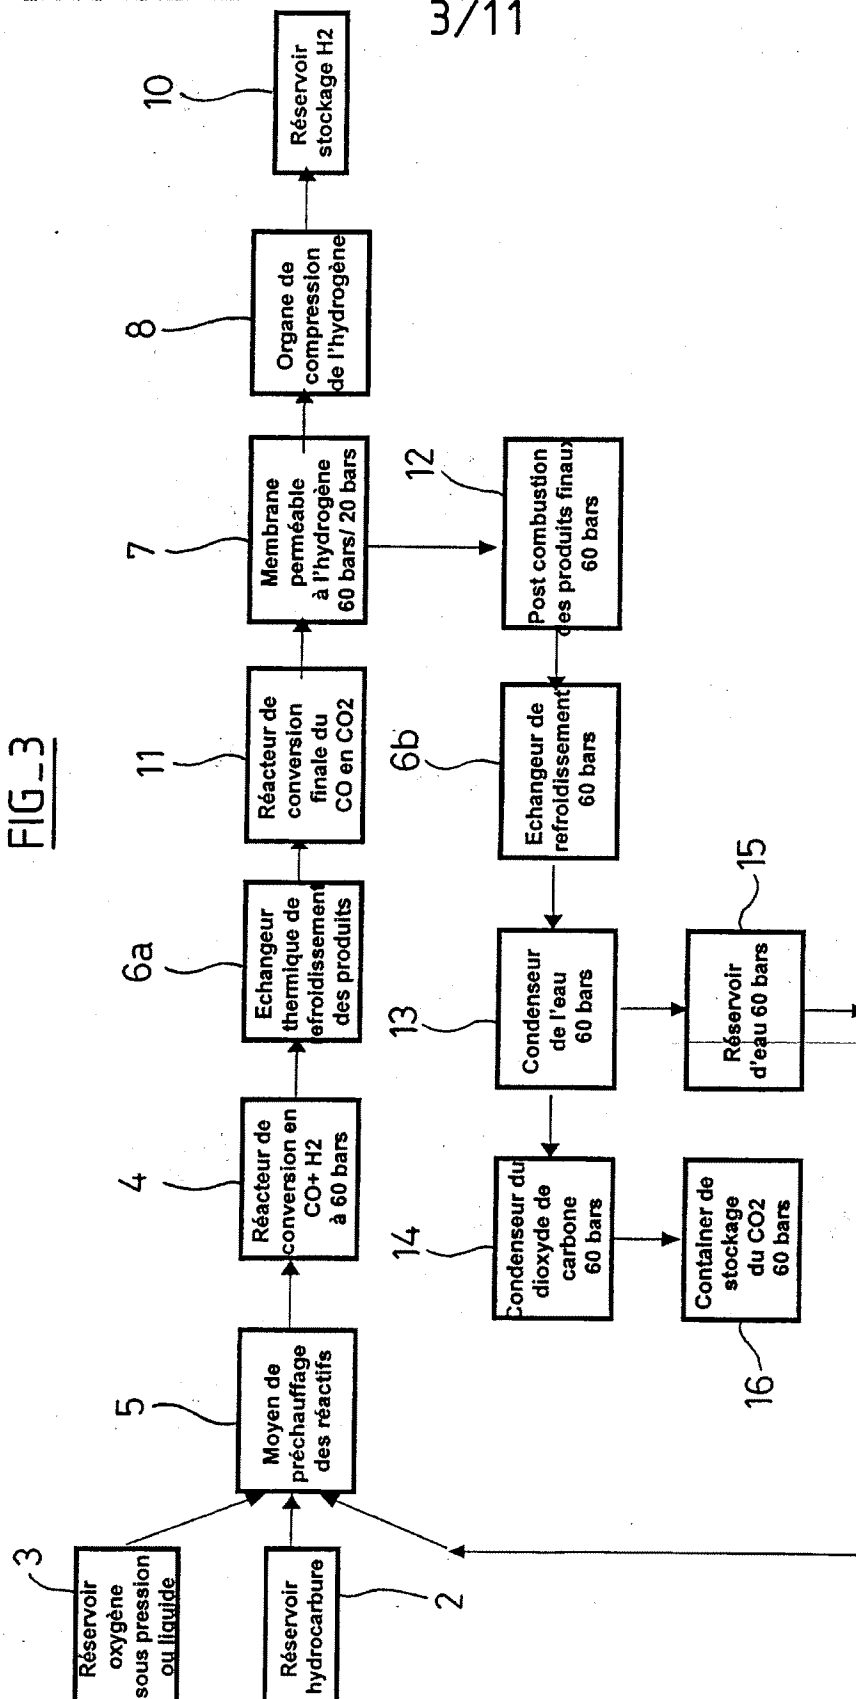 3/11
FIG_3
3
Réservoir
oxygène
sous pression
ou liquide
2
Réservoir
hydrocarbure
5
Moyen de
préchauffage
des réactifs
4
Réacteur de
conversion en
CO+ H2
à 60 bars
6a
Echangeur
thermique de
refroidissement
des produits
11
Réacteur de
conversion
finale du
CO en CO2
7
Membrane
perméable
à l'hydrogène
60 bars/ 20 bars
8
Organe de
compression
de l'hydrogène
10
Réservoir
stockage H2
12
Post combustion
des produits finaux
60 bars
6b
Echangeur de
refroidissement
60 bars
13
Condenseur
de l'eau
60 bars
14
Condenseur du
dioxyde de
carbone
60 bars
15
Réservoir
d'eau 60 bars
16
Container de
stockage
du CO2
60 bars